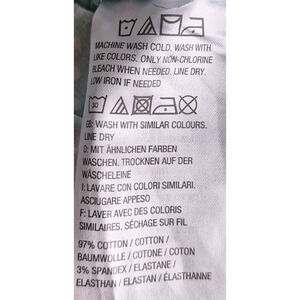 MACHINE WASH COLD. WASH WITH
LIKE COLORS. ONLY NON-CHLORINE
BLEACH WHEN NEEDED. LINE DRY.
LOW IRON IF NEEDED
30
GB: WASH WITH SIMILAR COLOURS.
LINE DRY
D: MIT ÄHNLICHEN FARBEN
WASCHEN. TROCKNEN AUF DER
WÄSCHELEINE
I: LAVARE CON COLORI SIMILARI.
ASCIUGARE APPESO
F: LAVER AVEC DES COLORIS
SIMILAIRES. SÉCHAGE SUR FIL
97% COTTON / COTTON /
BAUMWOLLE / COTONE / COTON
3% SPANDEX / ELASTANE /
ELASTHAN / ELASTAN / ÉLASTHANNE